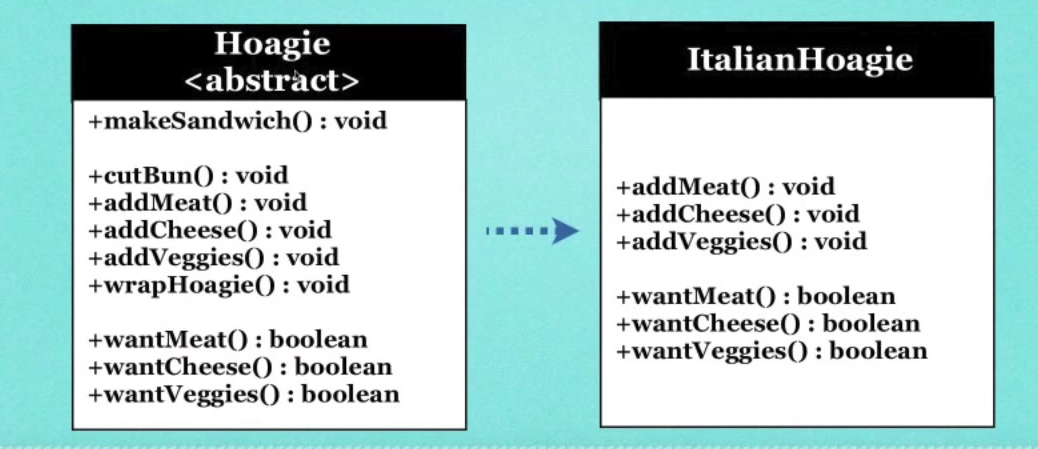 Hoagie
<abstract>
+makeSandwich() : void
+cutBun() : void
+addMeat() : void
+addCheese() : void
+addVeggies() : void
+wrapHoagie() : void
+wantMeat() : boolean
+wantCheese() : boolean
+wantVeggies() : boolean
ItalianHoagie
+addMeat() : void
+addCheese() : void
+addVeggies() : void
+wantMeat() : boolean
+wantCheese() : boolean
+wantVeggies() : boolean